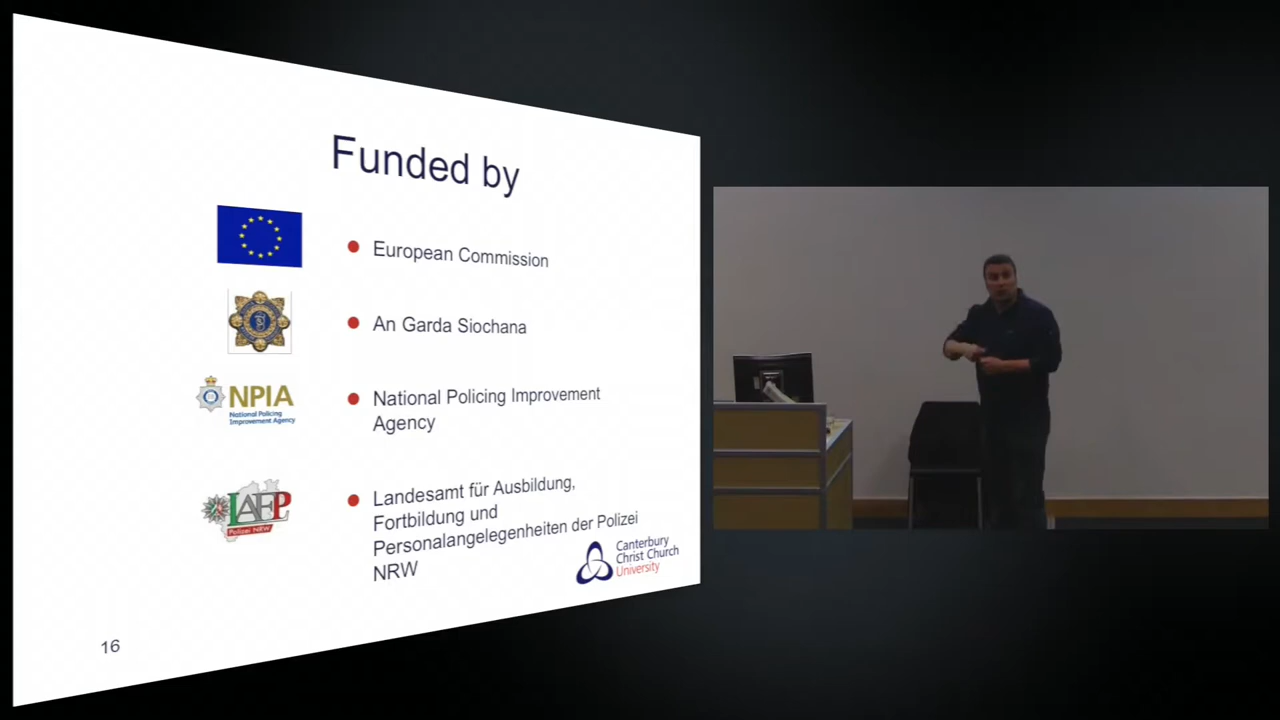 Funded by
European Commission
An Garda Siochana
NPIA
National Policing
Improvement Agency
National Policing Improvement
Agency
LAFP
Polizei NRW
Landesamt für Ausbildung,
Fortbildung und
Personalangelegenheiten der Polizei
NRW
Canterbury
Christ Church
University
16